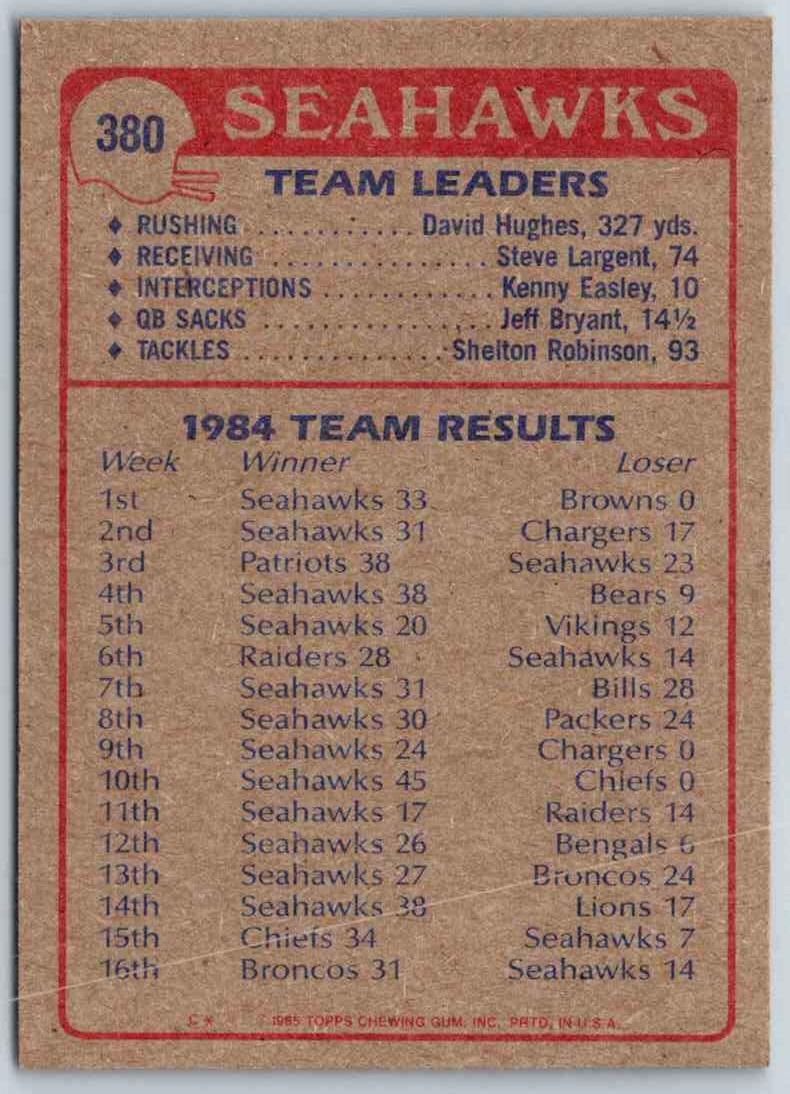 380 SEAHAWKS
TEAM LEADERS
♦ RUSHING ............ David Hughes, 327 yds.
♦ RECEIVING ................ Steve Largent, 74
♦ INTERCEPTIONS ............ Kenny Easley, 10
♦ QB SACKS ................ Jeff Bryant, 14½
♦ TACKLES .............. Shelton Robinson, 93
1984 TEAM RESULTS
Week Winner Loser
1st Seahawks 33 Browns 0
2nd Seahawks 31 Chargers 17
3rd Patriots 38 Seahawks 23
4th Seahawks 38 Bears 9
5th Seahawks 20 Vikings 12
6th Raiders 28 Seahawks 14
7th Seahawks 31 Bills 28
8th Seahawks 30 Packers 24
9th Seahawks 24 Chargers 0
10th Seahawks 45 Chiefs 0
11th Seahawks 17 Raiders 14
12th Seahawks 26 Bengals 6
13th Seahawks 27 Broncos 24
14th Seahawks 38 Lions 17
15th Chiefs 34 Seahawks 7
16th Broncos 31 Seahawks 14
C * 1985 TOPPS CHEWING GUM, INC. PRTD. IN U.S.A.